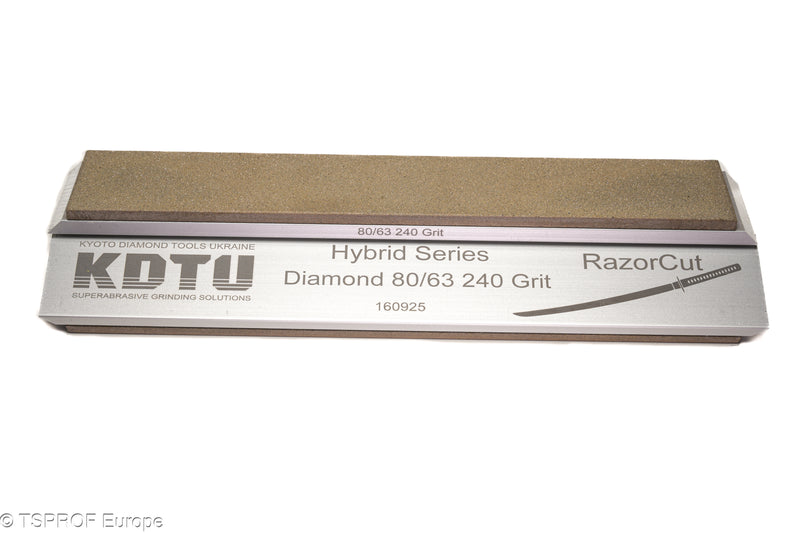 80/63 240 Grit
KYOTO DIAMOND TOOLS UKRAINE
KDTU
SUPERABRASIVE GRINDING SOLUTIONS
Hybrid Series
Diamond 80/63 240 Grit
160925
RazorCut
© TSPROF Europe